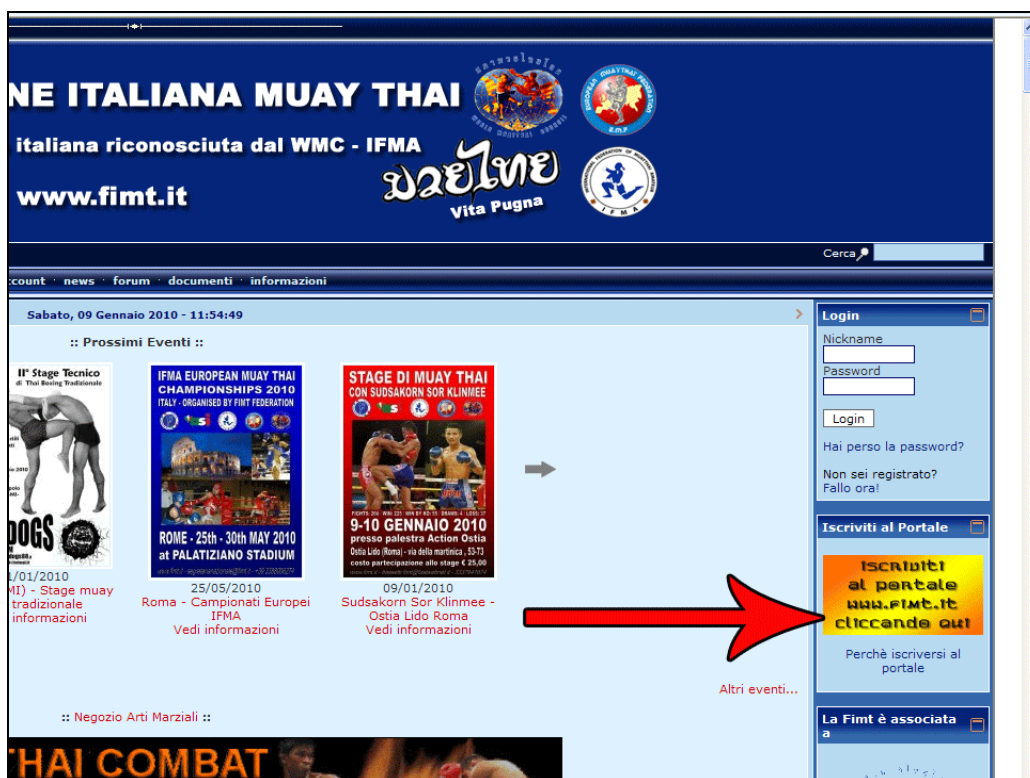 NE ITALIANA MUAY THAI
italiana riconosciuta dal WMC - IFMA
www.fimt.it
มวยไทย
Vita Pugna
E.M.F
I F M A
Cerca
ccount · news · forum · documenti · informazioni
Sabato, 09 Gennaio 2010 - 11:54:49
:: Prossimi Eventi ::
II° Stage Tecnico
di Thai Boxing Tradizionale
DOGS
IFMA EUROPEAN MUAY THAI
CHAMPIONSHIPS 2010
ITALY - ORGANISED BY FIMT FEDERATION
ROME - 25th - 30th MAY 2010
at PALATIZIANO STADIUM
STAGE DI MUAY THAI
CON SUDSAKORN SOR KLINMEE
9-10 GENNAIO 2010
presso palestra Action Ostia
Ostia Lido (Roma) - via della martinica , 53-73
costo partecipazione allo stage € 25,00
1/01/2010
MI) - Stage muay
tradizionale
informazioni
25/05/2010
Roma - Campionati Europei
IFMA
Vedi informazioni
09/01/2010
Sudsakorn Sor Klinmee -
Ostia Lido Roma
Vedi informazioni
Altri eventi...
:: Negozio Arti Marziali ::
THAI COMBAT
Login
Nickname
Password
Login
Hai perso la password?
Non sei registrato?
Fallo ora!
Iscriviti al Portale
Iscriviti
al portale
www.fimt.it
cliccando qui
Perchè iscriversi al
portale
La Fimt è associata
a